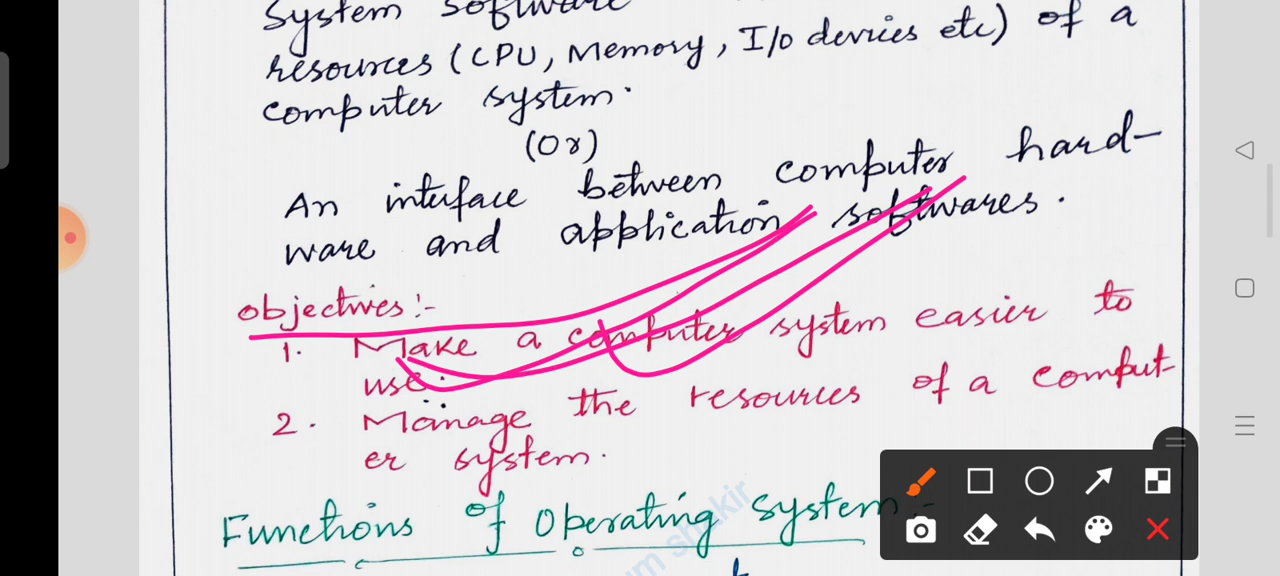 System Software
resources (CPU, Memory, I/O devices etc) of a
computer system.
(Or)
An interface between computer hard-
ware and application softwares.
objectives :-
1. Make a computer system easier to
use.
2. Manage the resources of a comput-
er system.
Functions of Operating System :-